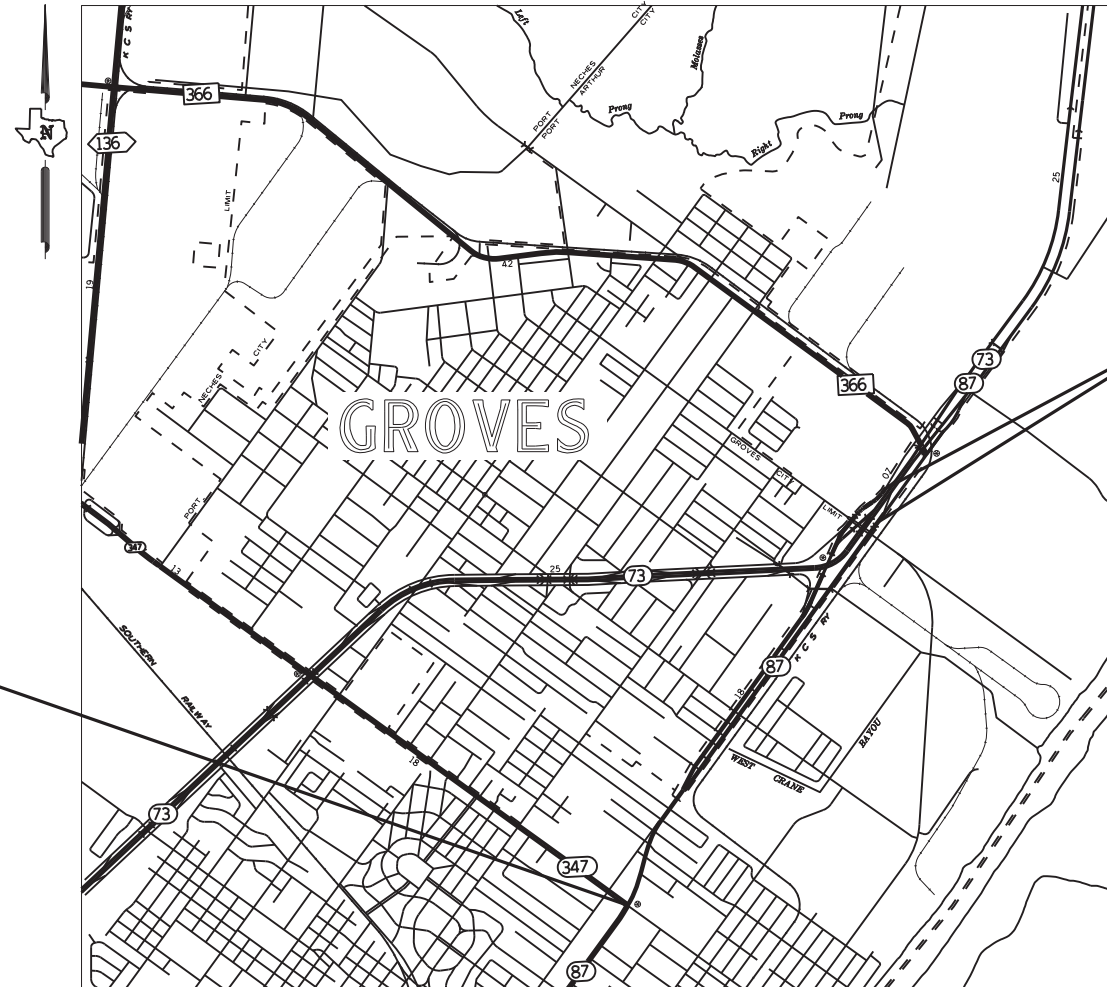 K C S RY
Left
CITY
CITY
Molasses
NECHES
ARTHUR
366
Prong
Prong
PORT
PORT
Right
N
136
25
LIMIT
42
19
CITY
73
87
366
NECHES
GROVES
GROVES
CITY
LIMIT
PORT
347
13
25
73
K C S RY
SOUTHERN
RAILWAY
87
18
BAYOU
WEST
CRANE
18
73
347
87